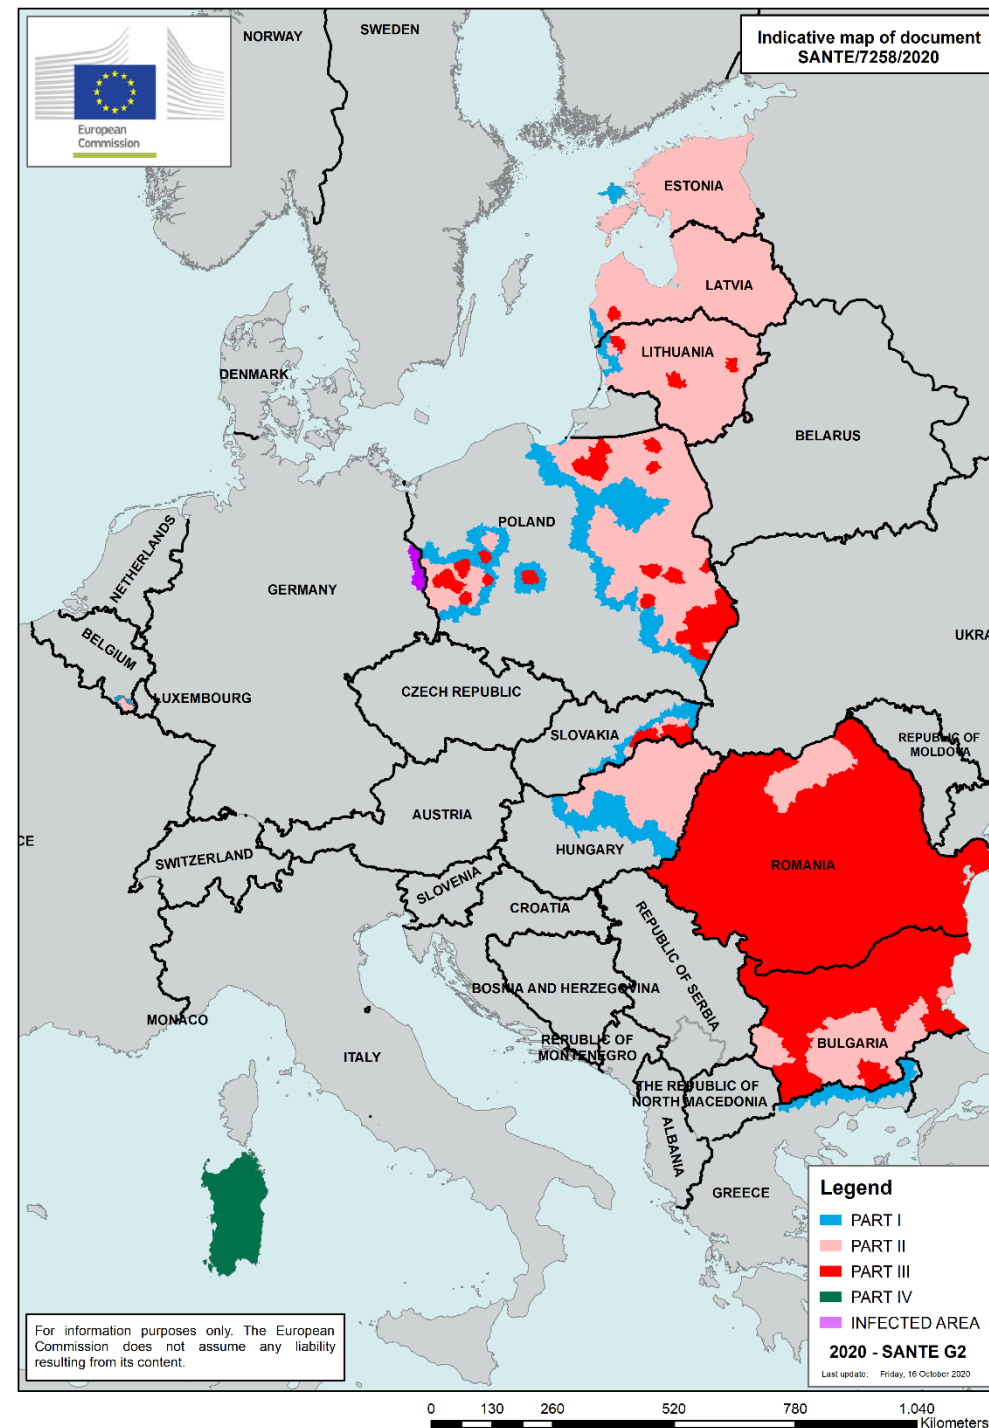 NORWAY
SWEDEN
Indicative map of document
SANTE/7258/2020
European
Commission
ESTONIA
LATVIA
LITHUANIA
DENMARK
BELARUS
POLAND
NETHERLANDS
GERMANY
UKRA
BELGIUM
LUXEMBOURG
CZECH REPUBLIC
SLOVAKIA
REPUBLIC OF
MOLDOVA
AUSTRIA
CE
HUNGARY
SWITZERLAND
ROMANIA
SLOVENIA
CROATIA
REPUBLIC OF SERBIA
BOSNIA AND HERZEGOVINA
MONACO
ITALY
REPUBLIC OF
MONTENEGRO
BULGARIA
THE REPUBLIC OF
NORTH MACEDONIA
ALBANIA
GREECE
Legend
PART I
PART II
PART III
PART IV
INFECTED AREA
2020 - SANTE G2
Last update: Friday, 16 October 2020
For information purposes only. The European
Commission does not assume any liability
resulting from its content.
0 130 260 520 780 1.040
Kilometers